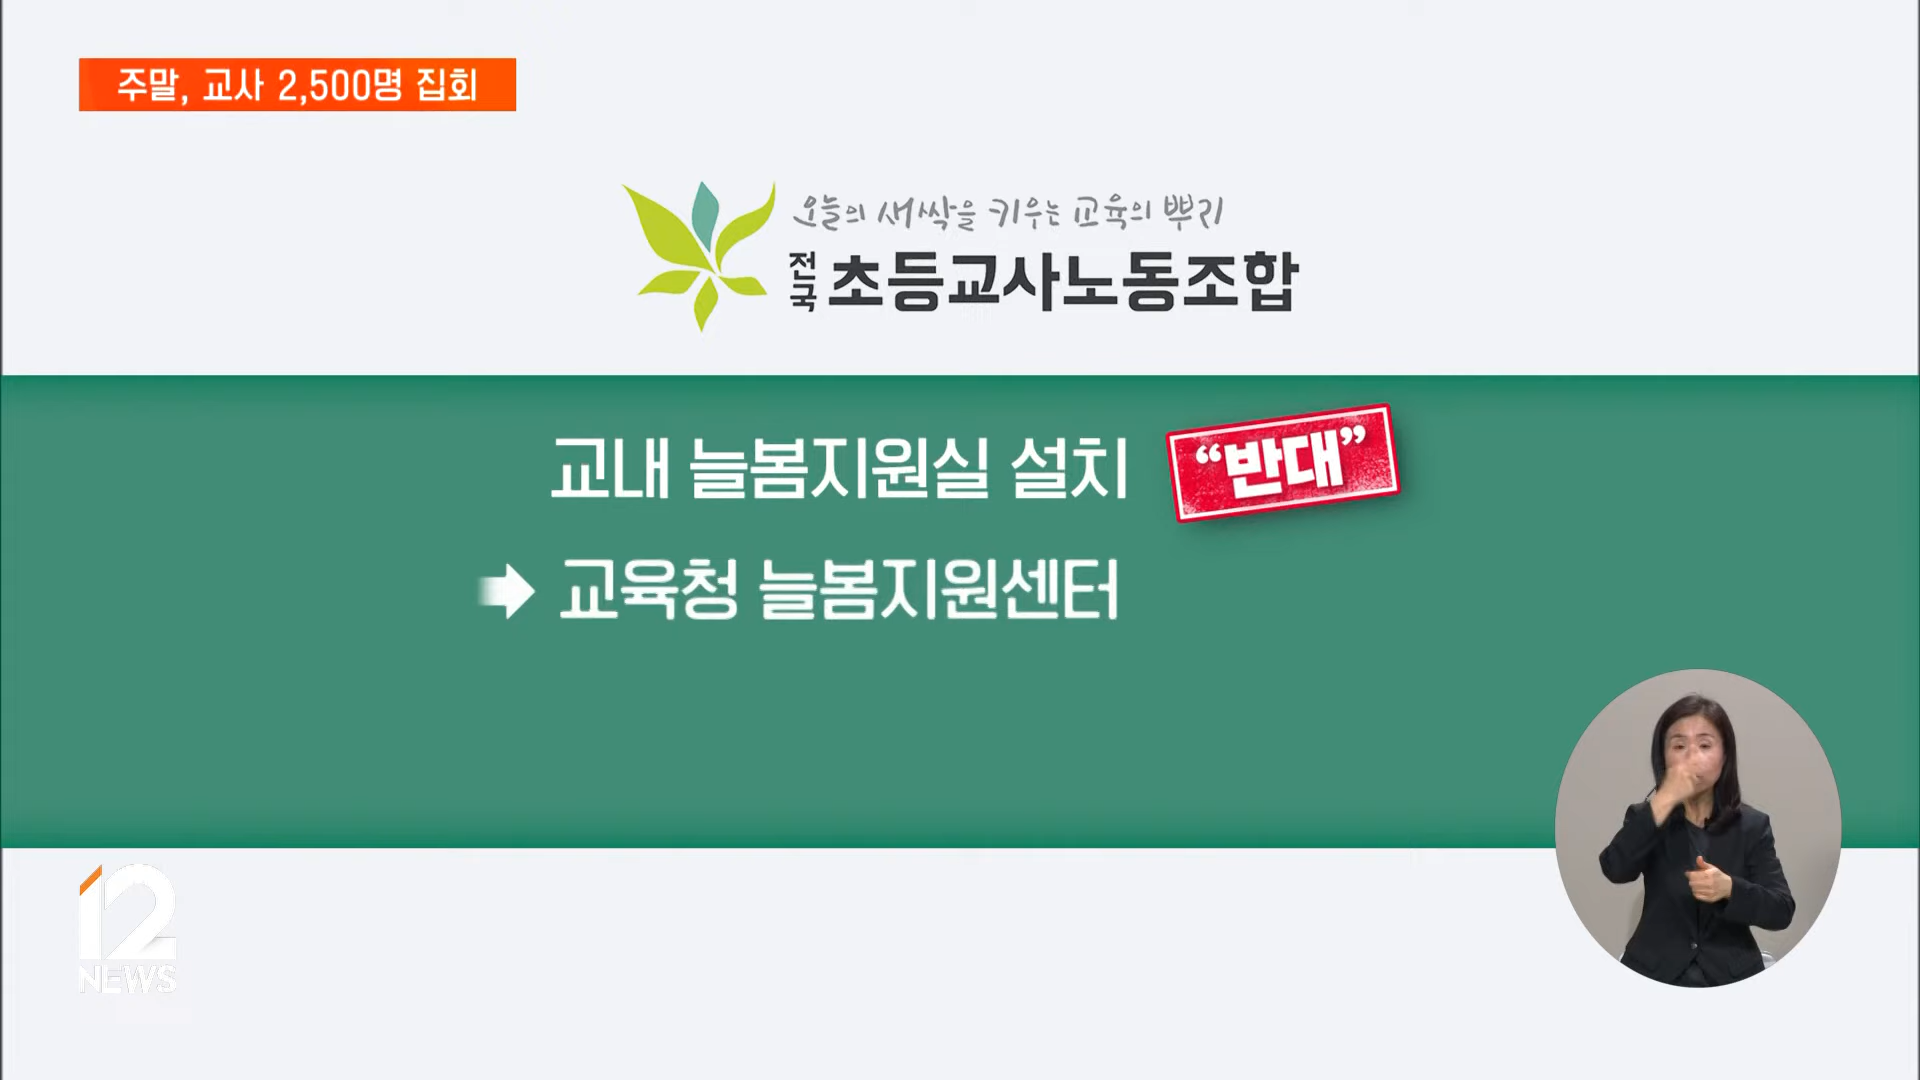 주말, 교사 2,500명 집회
오늘의 새싹을 키우는 교육의 뿌리
전국 초등교사노동조합
교내 늘봄지원실 설치 “반대”
교육청 늘봄지원센터
12
NEWS